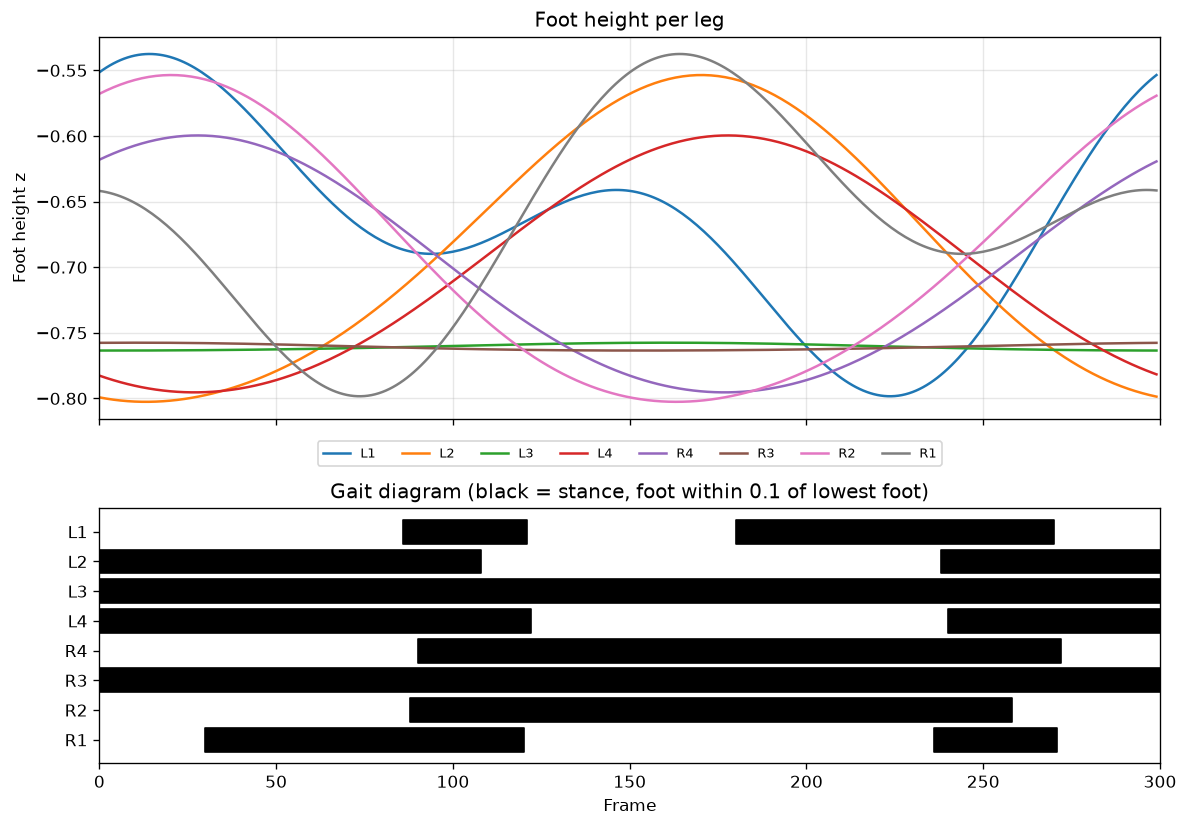 Foot height per leg
−0.55
−0.60
−0.65
−0.70
−0.75
−0.80
Foot height z
L1 L2 L3 L4 R4 R3 R2 R1
Gait diagram (black = stance, foot within 0.1 of lowest foot)
L1
L2
L3
L4
R4
R3
R2
R1
0 50 100 150 200 250 300
Frame